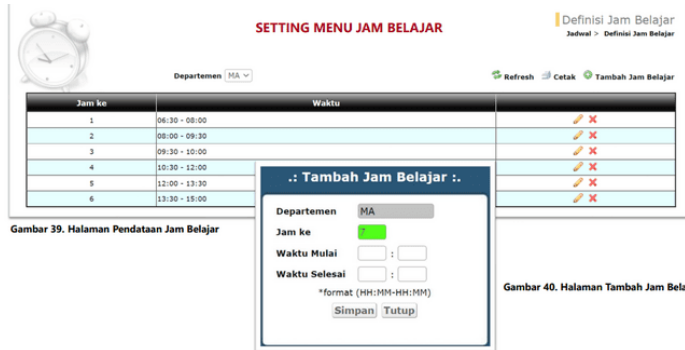 SETTING MENU JAM BELAJAR
Definisi Jam Belajar
Jadwal > Definisi Jam Belajar
Departemen MA
Refresh Cetak Tambah Jam Belajar
Jam ke Waktu
1 06:30 - 08:00
2 08:00 - 09:30
3 09:30 - 10:00
4 10:30 - 12:00
5 12:00 - 13:30
6 13:30 - 15:00
Gambar 39. Halaman Pendataan Jam Belajar
.: Tambah Jam Belajar :.
Departemen MA
Jam ke 7
Waktu Mulai :
Waktu Selesai :
*format (HH:MM-HH:MM)
Simpan Tutup
Gambar 40. Halaman Tambah Jam Bela